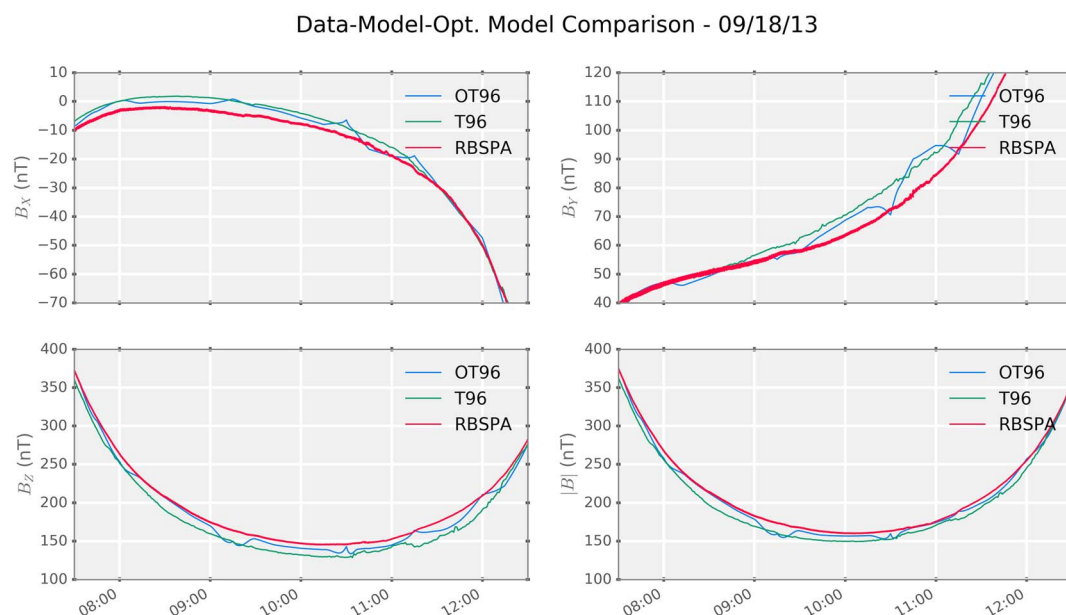 Data-Model-Opt. Model Comparison - 09/18/13
10
0
−10
−20
−30
−40
−50
−60
−70
B_X (nT)
OT96
T96
RBSPA
120
110
100
90
80
70
60
50
40
B_Y (nT)
OT96
T96
RBSPA
400
350
300
250
200
150
100
B_Z (nT)
OT96
T96
RBSPA
08:00
09:00
10:00
11:00
12:00
400
350
300
250
200
150
100
|B| (nT)
OT96
T96
RBSPA
08:00
09:00
10:00
11:00
12:00